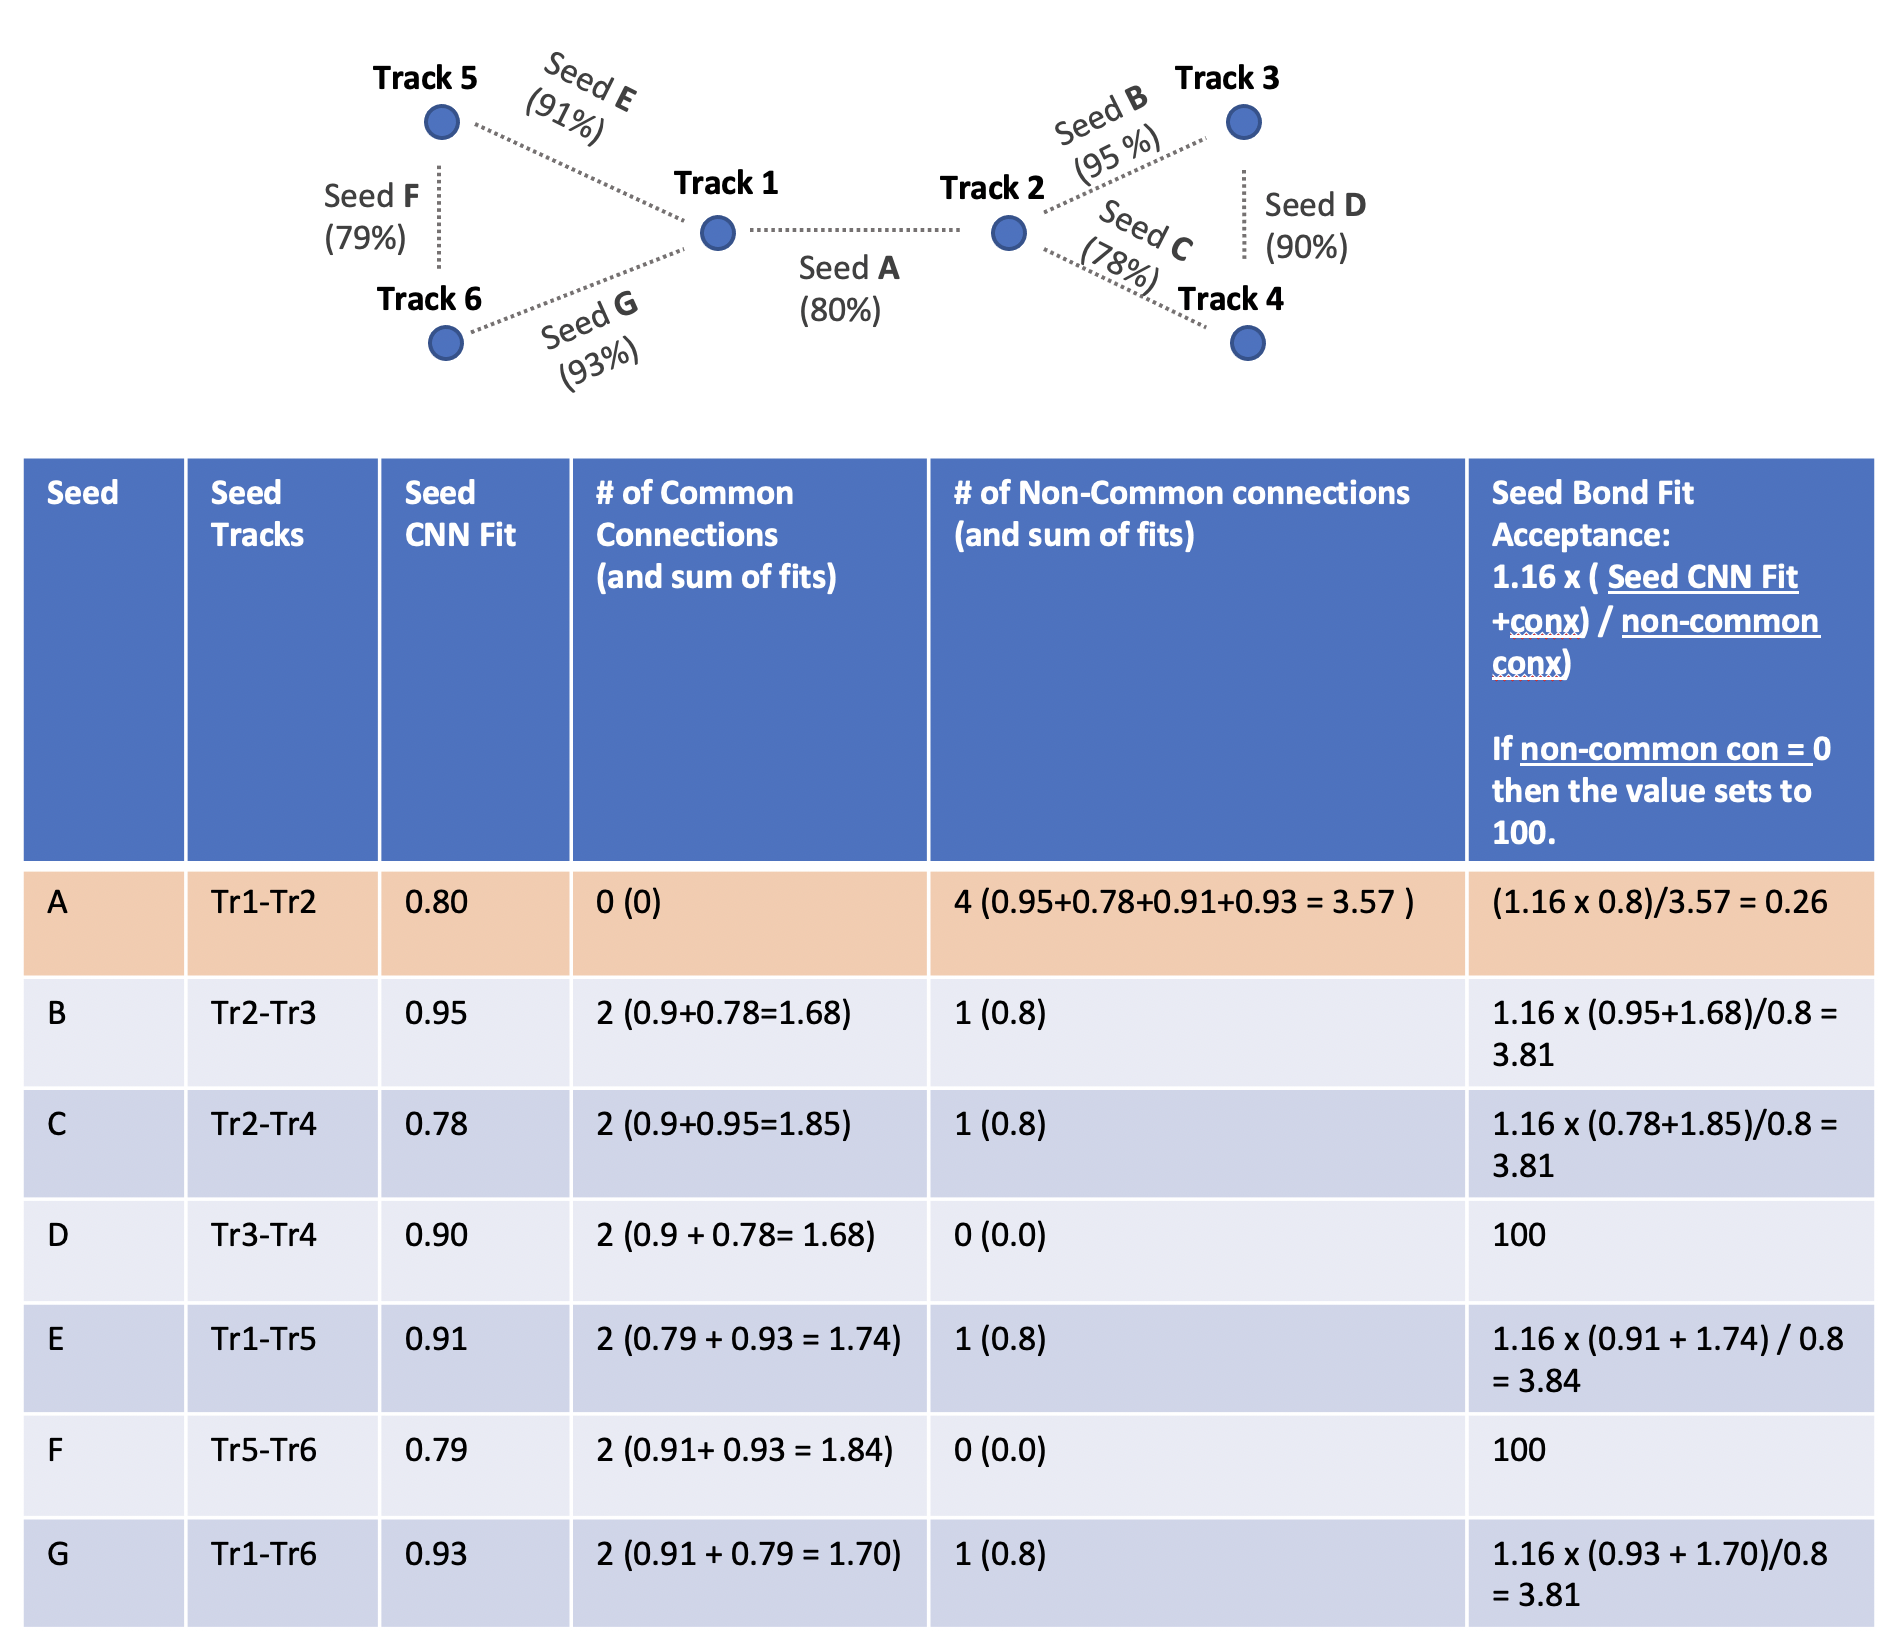 Track 5
Seed E
(91%)
Seed F
(79%)
Track 6
Seed G
(93%)
Track 1
Seed A
(80%)
Track 2
Seed B
(95 %)
Seed C
(78%)
Track 3
Seed D
(90%)
Track 4
Seed
Seed
Tracks
Seed
CNN Fit
# of Common
Connections
(and sum of fits)
# of Non-Common connections
(and sum of fits)
Seed Bond Fit
Acceptance:
1.16 x ( Seed CNN Fit
+conx) / non-common
conx)
If non-common con = 0
then the value sets to
100.
A
Tr1-Tr2
0.80
0 (0)
4 (0.95+0.78+0.91+0.93 = 3.57 )
(1.16 x 0.8)/3.57 = 0.26
B
Tr2-Tr3
0.95
2 (0.9+0.78=1.68)
1 (0.8)
1.16 x (0.95+1.68)/0.8 =
3.81
C
Tr2-Tr4
0.78
2 (0.9+0.95=1.85)
1 (0.8)
1.16 x (0.78+1.85)/0.8 =
3.81
D
Tr3-Tr4
0.90
2 (0.9 + 0.78= 1.68)
0 (0.0)
100
E
Tr1-Tr5
0.91
2 (0.79 + 0.93 = 1.74)
1 (0.8)
1.16 x (0.91 + 1.74) / 0.8
= 3.84
F
Tr5-Tr6
0.79
2 (0.91+ 0.93 = 1.84)
0 (0.0)
100
G
Tr1-Tr6
0.93
2 (0.91 + 0.79 = 1.70)
1 (0.8)
1.16 x (0.93 + 1.70)/0.8
= 3.81